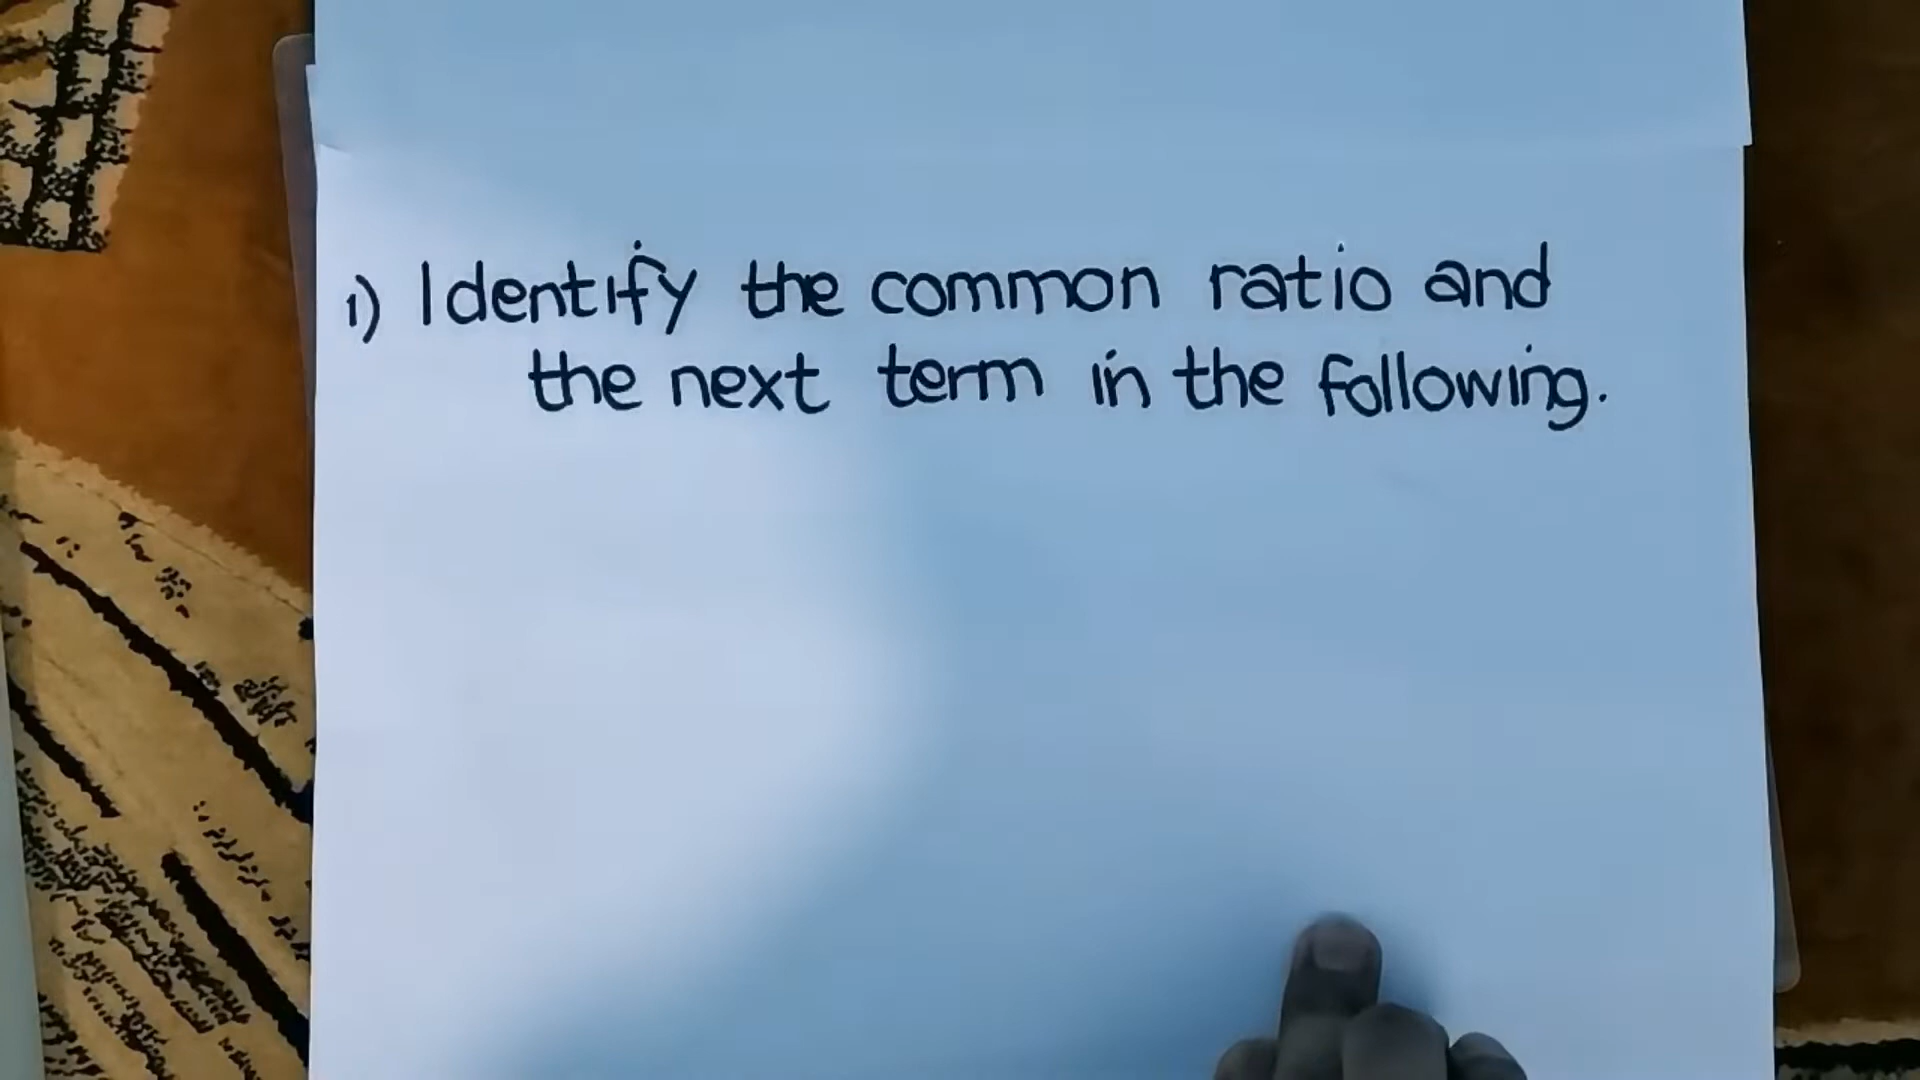 1) Identify the common ratio and
the next term in the following.